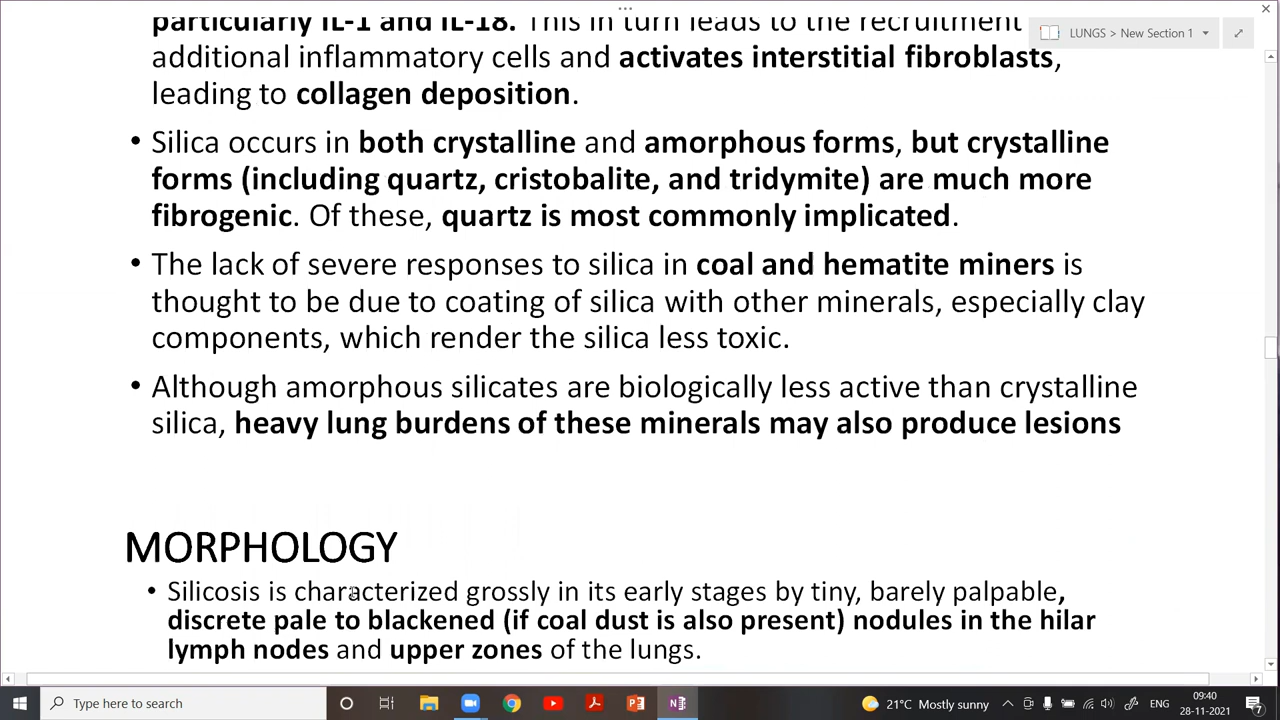 particularly IL-1 and IL-18. This in turn leads to the recruitment
LUNGS > New Section 1
additional inflammatory cells and activates interstitial fibroblasts,
leading to collagen deposition.
• Silica occurs in both crystalline and amorphous forms, but crystalline
forms (including quartz, cristobalite, and tridymite) are much more
fibrogenic. Of these, quartz is most commonly implicated.
• The lack of severe responses to silica in coal and hematite miners is
thought to be due to coating of silica with other minerals, especially clay
components, which render the silica less toxic.
• Although amorphous silicates are biologically less active than crystalline
silica, heavy lung burdens of these minerals may also produce lesions
MORPHOLOGY
• Silicosis is characterized grossly in its early stages by tiny, barely palpable,
discrete pale to blackened (if coal dust is also present) nodules in the hilar
lymph nodes and upper zones of the lungs.
Type here to search
21°C Mostly sunny
ENG
09:40
28-11-2021
7